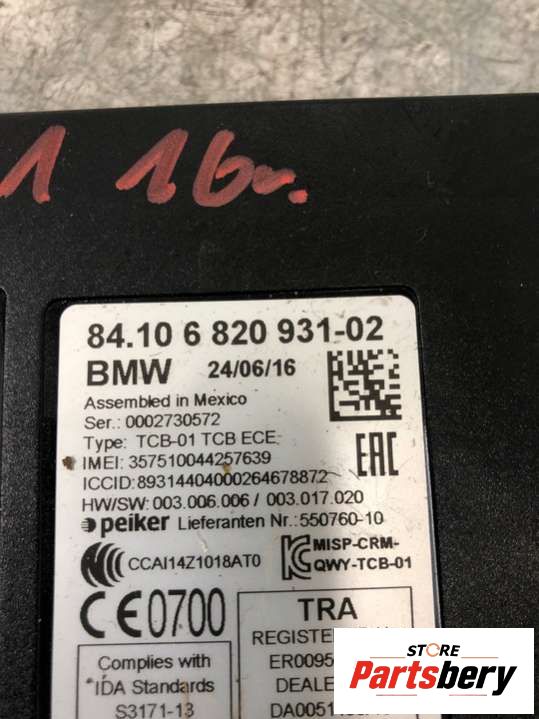 1 16
84.10 6 820 931-02
BMW 24/06/16
Assembled in Mexico
Ser.: 0002730572
Type: TCB-01 TCB ECE
IMEI: 357510044257639
ICCID:89314404000264678872
HW/SW: 003.006.006 / 003.017.020
peiker Lieferanten Nr.:550760-10
CCAI14Z1018AT0
MISP-CRM-
QWY-TCB-01
EAC
CE0700
Complies with
IDA Standards
S3171-13
TRA
STORE
Partsbery